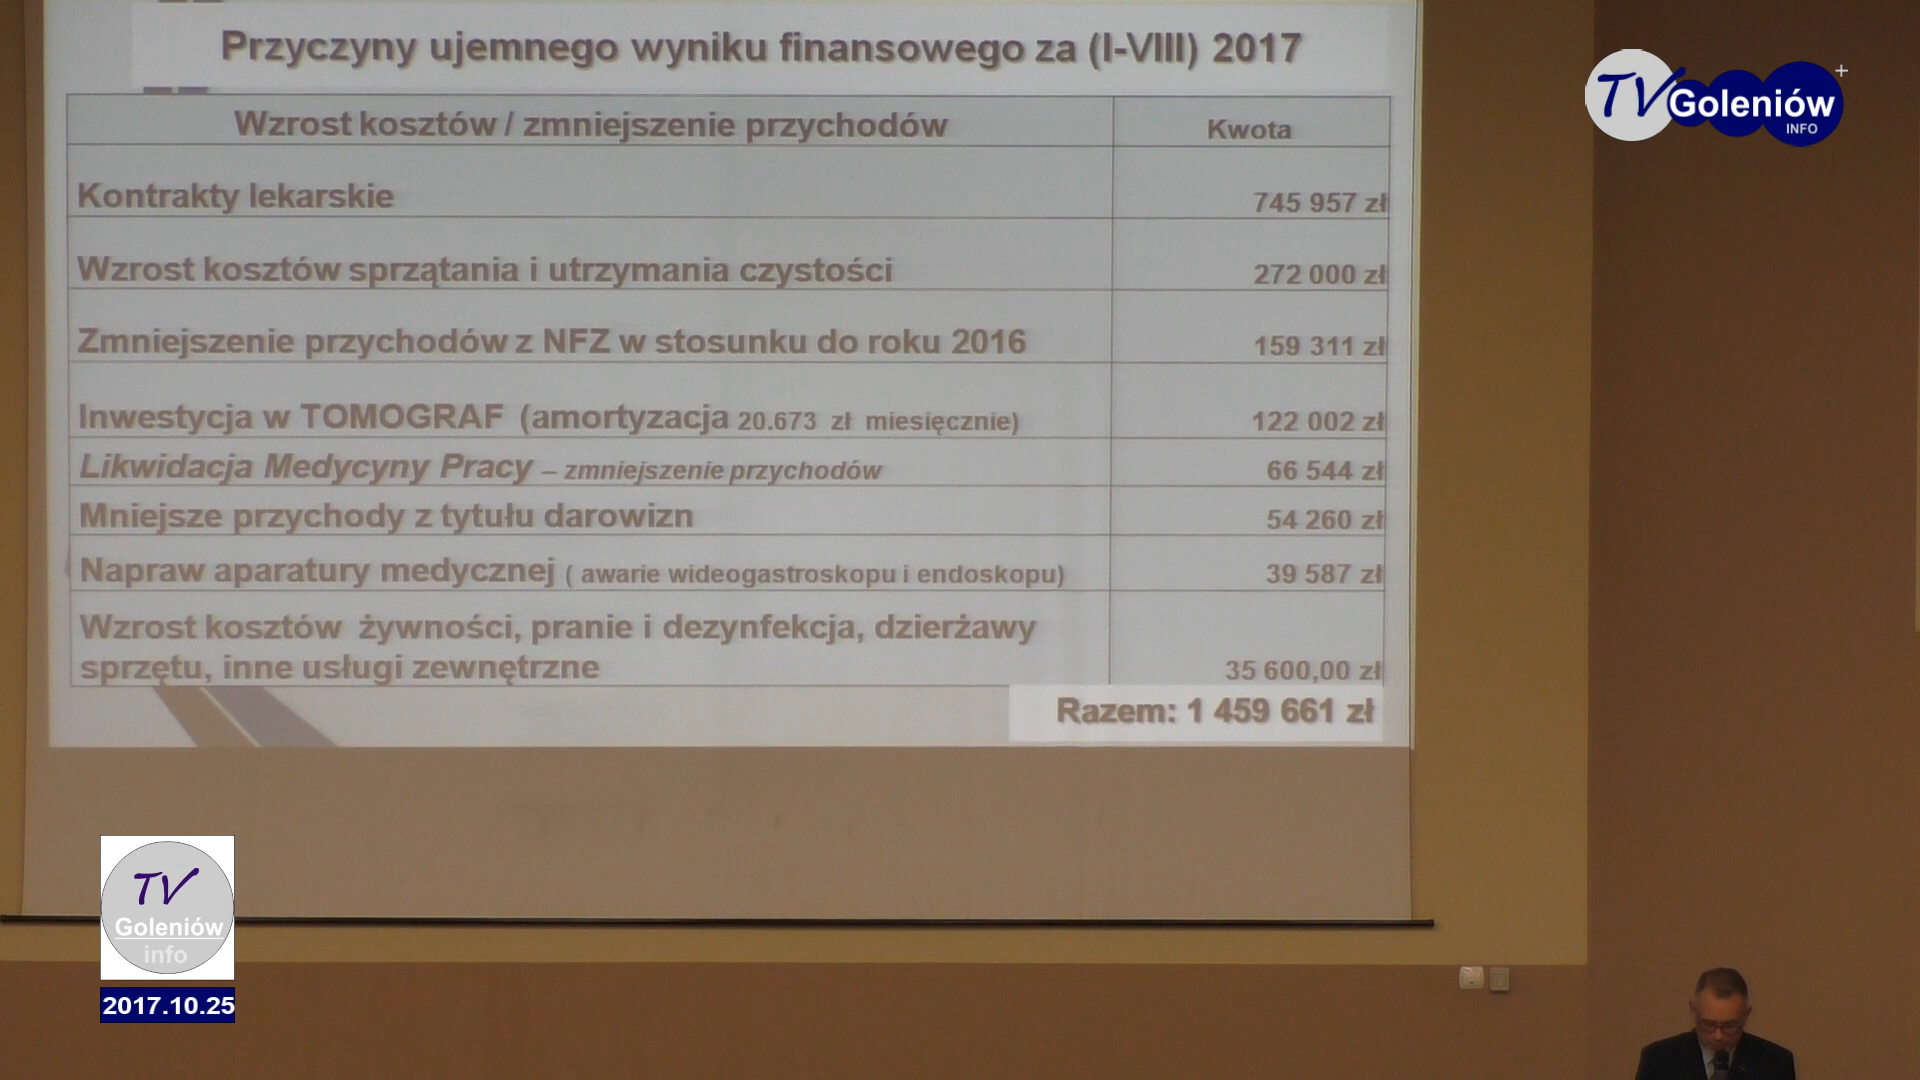 Przyczyny ujemnego wyniku finansowego za (I-VIII) 2017
Wzrost kosztów / zmniejszenie przychodów Kwota
Kontrakty lekarskie 745 957 zł
Wzrost kosztów sprzątania i utrzymania czystości 272 000 zł
Zmniejszenie przychodów z NFZ w stosunku do roku 2016 159 311 zł
Inwestycja w TOMOGRAF (amortyzacja 20.673 zł miesięcznie) 122 002 zł
Likwidacja Medycyny Pracy – zmniejszenie przychodów 66 544 zł
Mniejsze przychody z tytułu darowizn 54 260 zł
Napraw aparatury medycznej ( awarie wideogastroskopu i endoskopu) 39 587 zł
Wzrost kosztów żywności, pranie i dezynfekcja, dzierżawy
sprzętu, inne usługi zewnętrzne 35 600,00 zł
Razem: 1 459 661 zł
TV Goleniów +
INFO
TV
Goleniów
info
2017.10.25